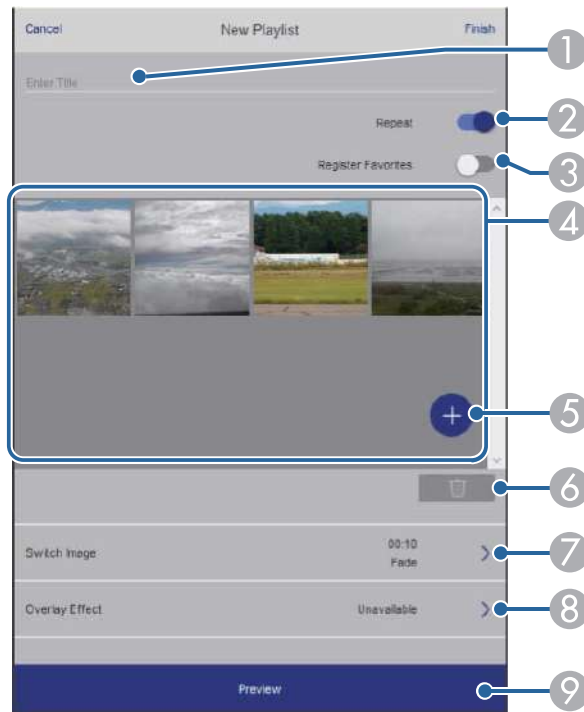 Cancel New Playlist Finish
1
Enter Title
Repeat 2
Register Favorites 3
4
+ 5
6
Switch Image 00:10 7
Fade
Overlay Effect Unavailable 8
Preview 9